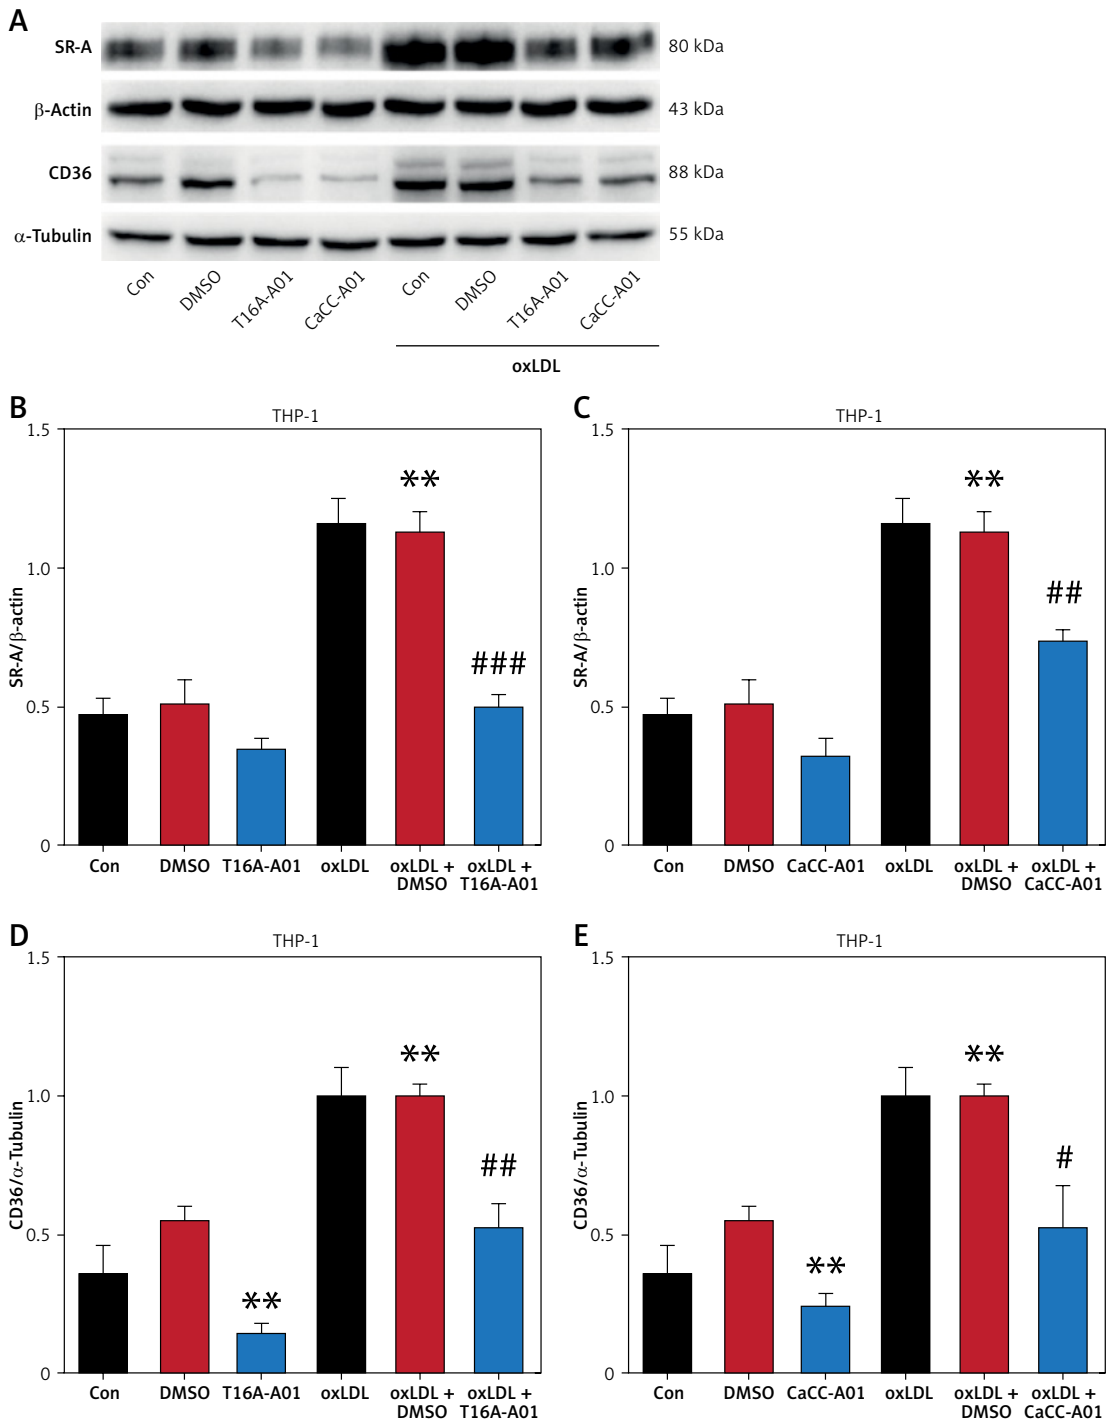 A
SR-A
80 kDa
β-Actin
43 kDa
CD36
88 kDa
α-Tubulin
55 kDa
Con DMSO T16A-A01 CaCC-A01 Con DMSO T16A-A01 CaCC-A01
oxLDL
B
THP-1
SR-A/β-actin
1.5
1.0
0.5
0
**
###
Con DMSO T16A-A01 oxLDL oxLDL + oxLDL +
DMSO T16A-A01
C
THP-1
SR-A/β-actin
1.5
1.0
0.5
0
**
##
Con DMSO CaCC-A01 oxLDL oxLDL + oxLDL +
DMSO CaCC-A01
D
THP-1
CD36/α-Tubulin
1.5
1.0
0.5
0
**
**
##
Con DMSO T16A-A01 oxLDL oxLDL + oxLDL +
DMSO T16A-A01
E
THP-1
CD36/α-Tubulin
1.5
1.0
0.5
0
**
**
#
Con DMSO CaCC-A01 oxLDL oxLDL + oxLDL +
DMSO CaCC-A01